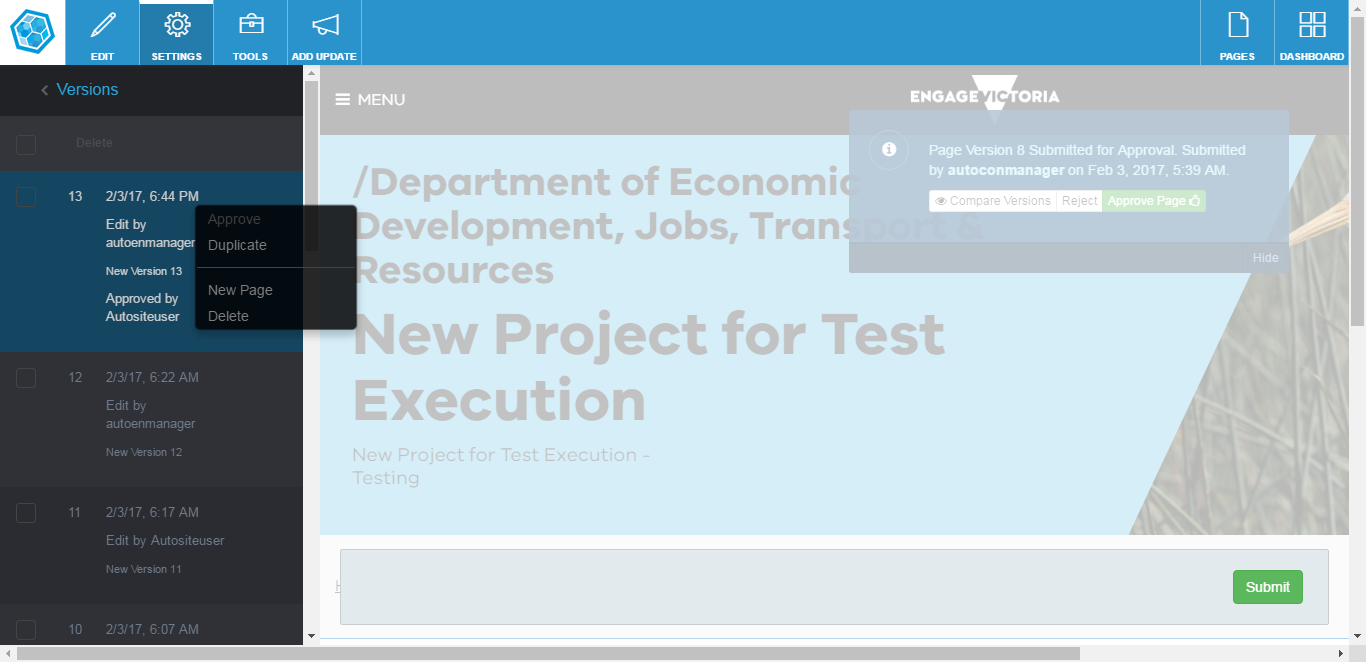 EDIT
SETTINGS
TOOLS
ADD UPDATE
PAGES
DASHBOARD
Versions
Delete
13 2/3/17, 6:44 PM
Edit by
autoenmanager
New Version 13
Approved by
Autositeuser
Approve
Duplicate
New Page
Delete
12 2/3/17, 6:22 AM
Edit by
autoenmanager
New Version 12
11 2/3/17, 6:17 AM
Edit by Autositeuser
New Version 11
10 2/3/17, 6:07 AM
MENU
ENGAGEVICTORIA
Page Version 8 Submitted for Approval. Submitted
by autoconmanager on Feb 3, 2017, 5:39 AM.
Compare Versions Reject Approve Page
Hide
/Department of Economic
Development, Jobs, Transport &
Resources
New Project for Test
Execution
New Project for Test Execution -
Testing
Submit